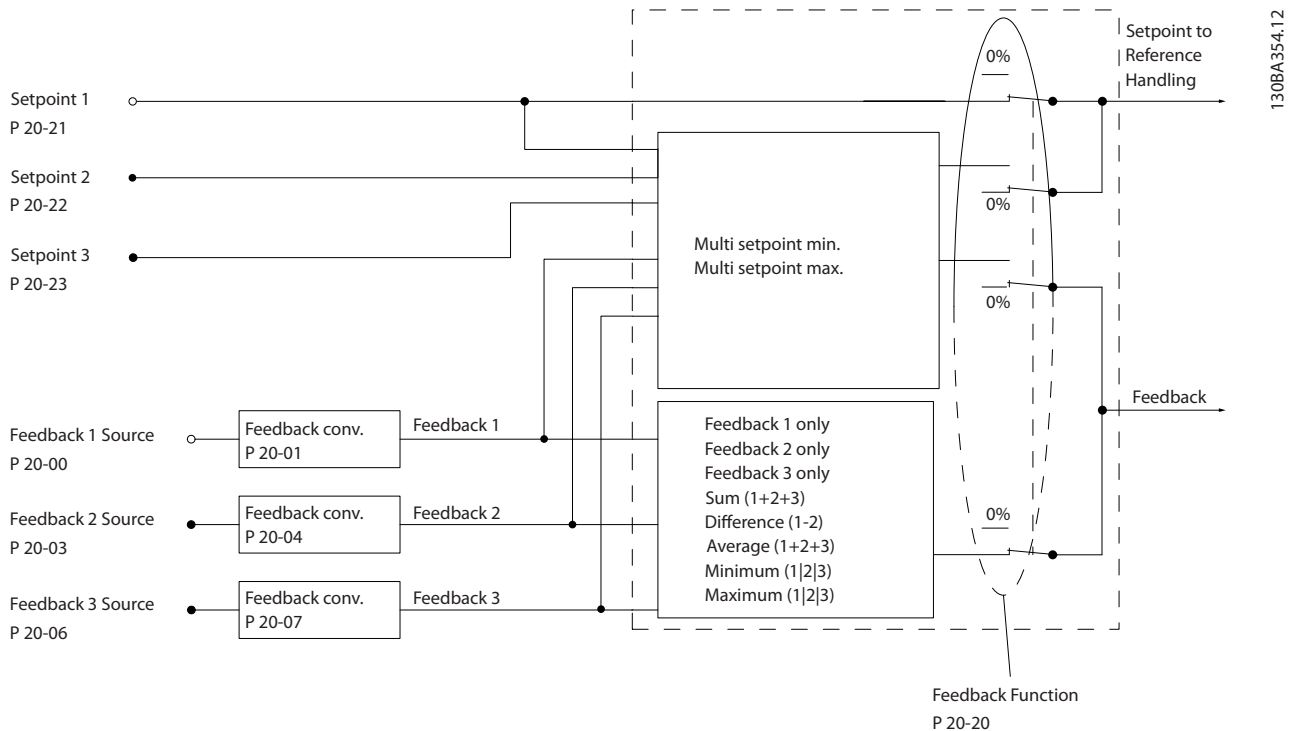 130BA354.12
Setpoint to
Reference
Handling
0%
Setpoint 1
P 20-21
Setpoint 2
P 20-22
0%
Setpoint 3
P 20-23
Multi setpoint min.
Multi setpoint max.
0%
Feedback
Feedback 1 Source
P 20-00
Feedback conv.
P 20-01
Feedback 1
Feedback 2 Source
P 20-03
Feedback conv.
P 20-04
Feedback 2
Feedback 3 Source
P 20-06
Feedback conv.
P 20-07
Feedback 3
Feedback 1 only
Feedback 2 only
Feedback 3 only
Sum (1+2+3)
Difference (1-2)
Average (1+2+3)
Minimum (1|2|3)
Maximum (1|2|3)
0%
Feedback Function
P 20-20